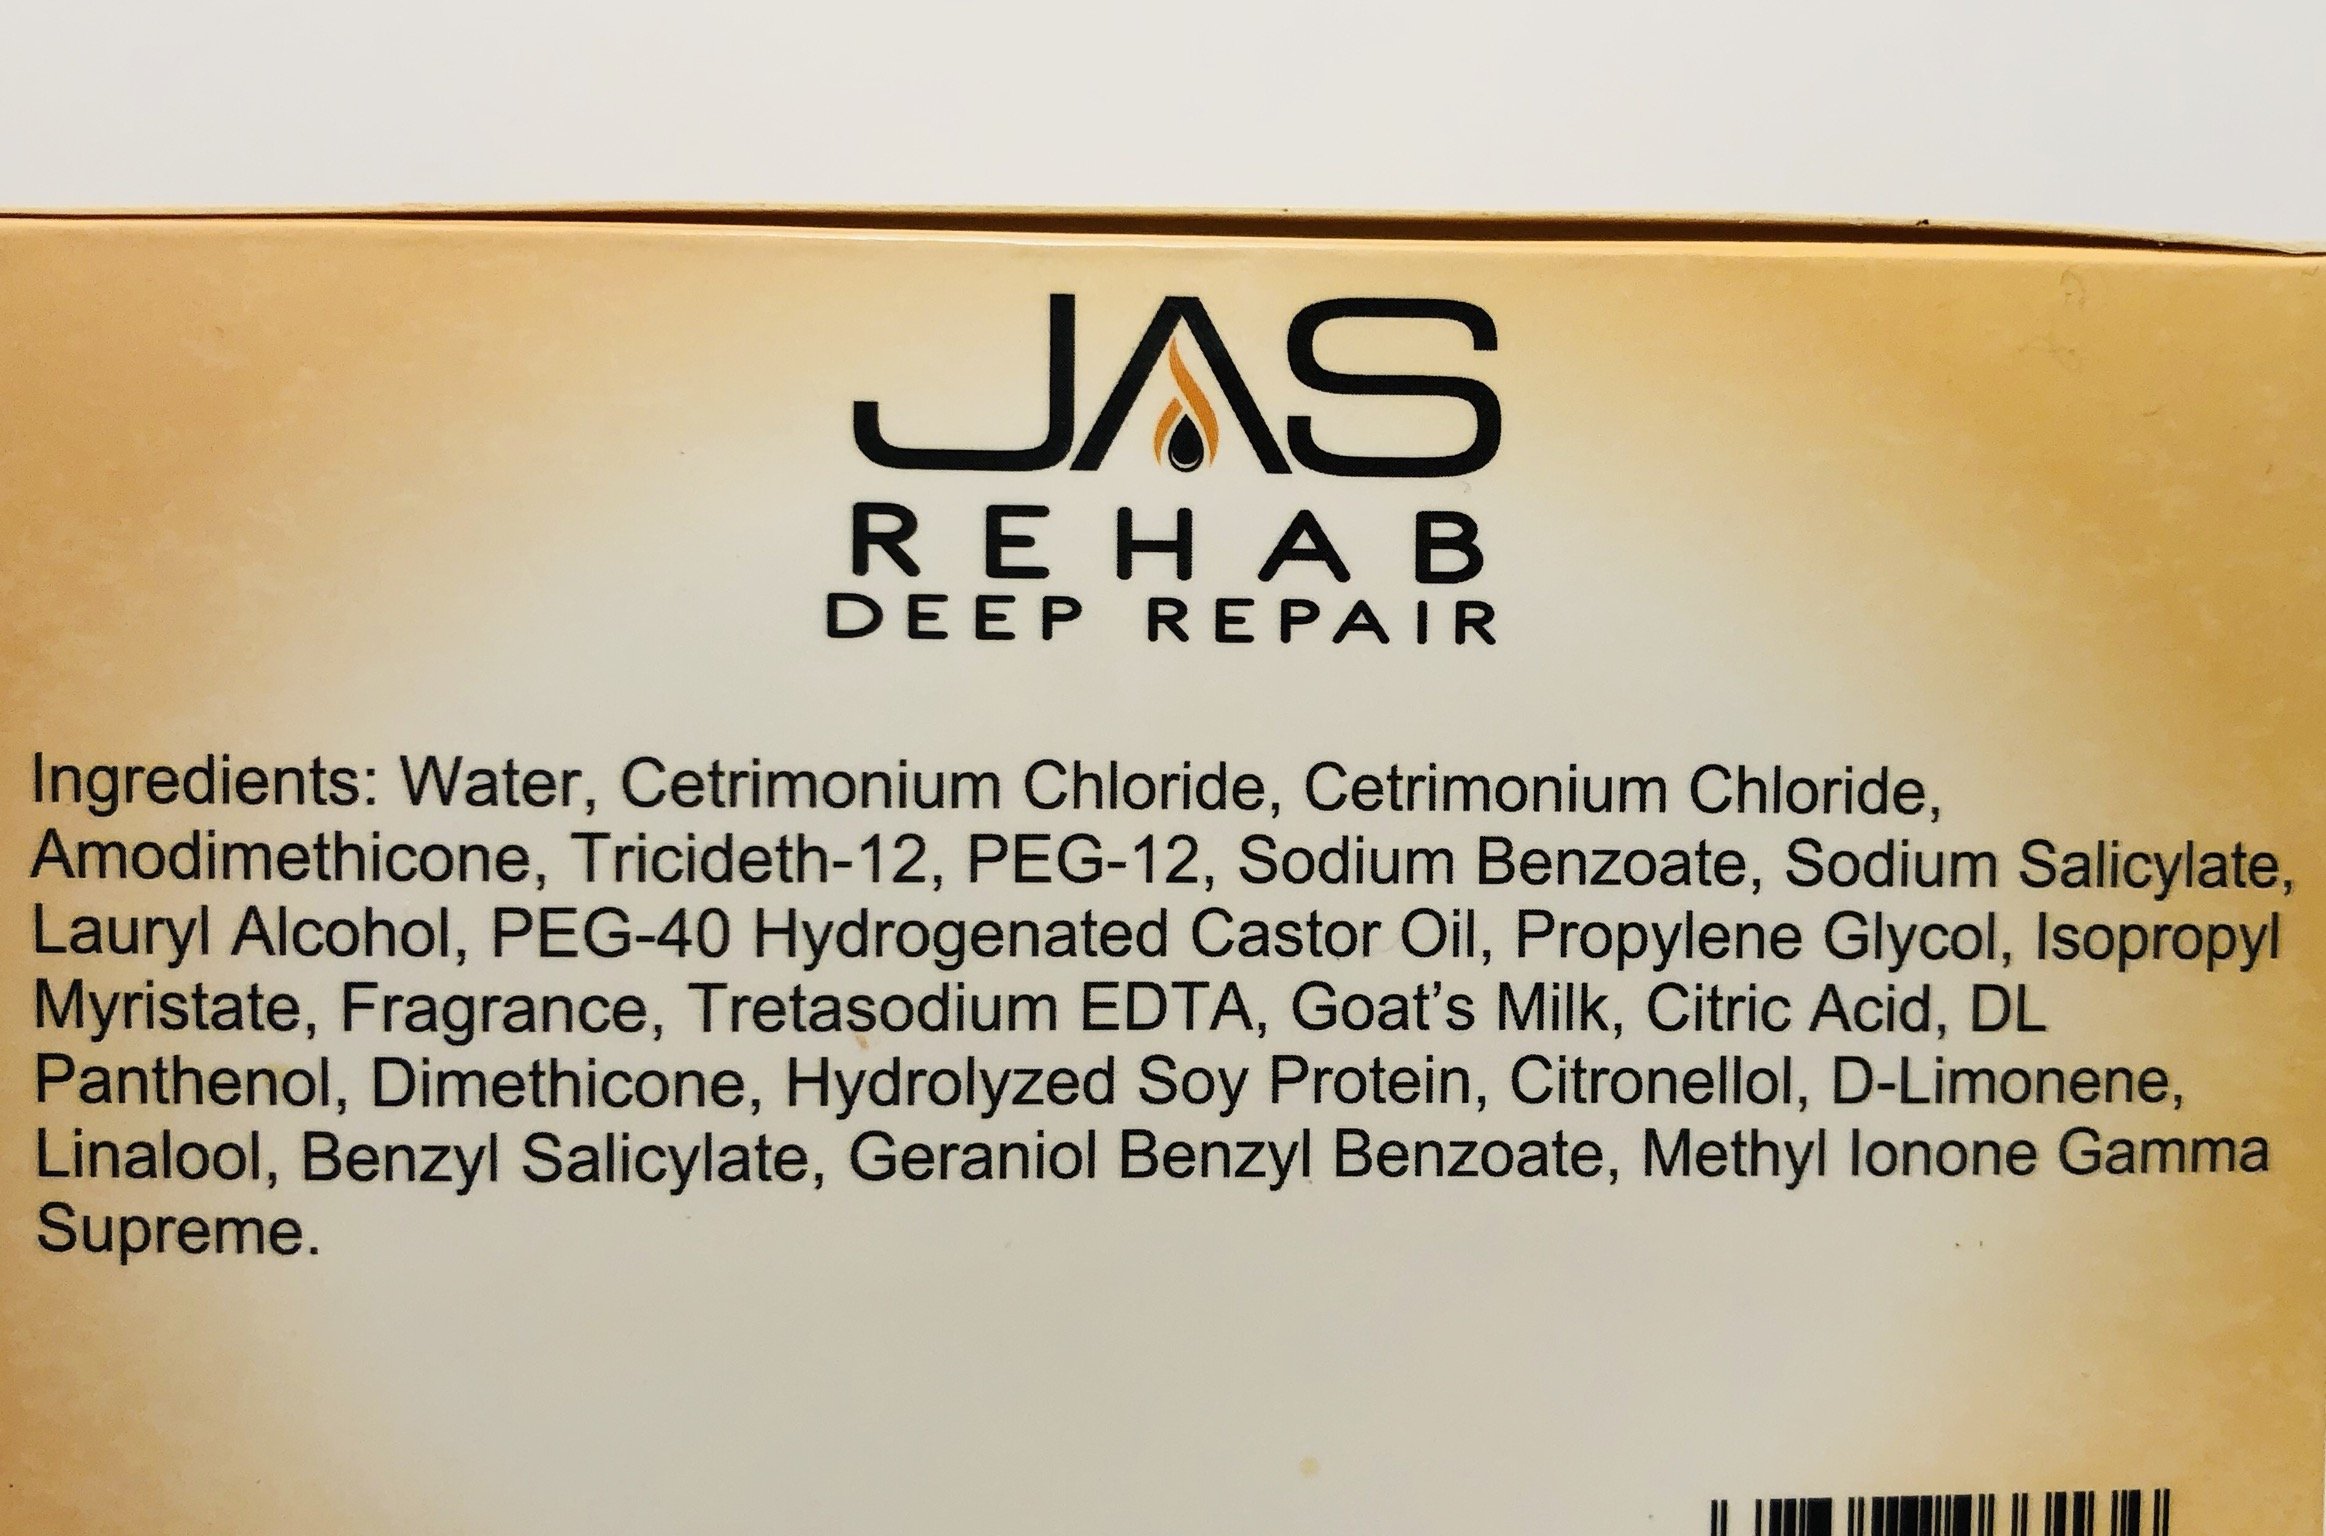 JAS
REHAB
DEEP REPAIR
Ingredients: Water, Cetrimonium Chloride, Cetrimonium Chloride,
Amodimethicone, Tricideth-12, PEG-12, Sodium Benzoate, Sodium Salicylate,
Lauryl Alcohol, PEG-40 Hydrogenated Castor Oil, Propylene Glycol, Isopropyl
Myristate, Fragrance, Tretasodium EDTA, Goat’s Milk, Citric Acid, DL
Panthenol, Dimethicone, Hydrolyzed Soy Protein, Citronellol, D-Limonene,
Linalool, Benzyl Salicylate, Geraniol Benzyl Benzoate, Methyl Ionone Gamma
Supreme.